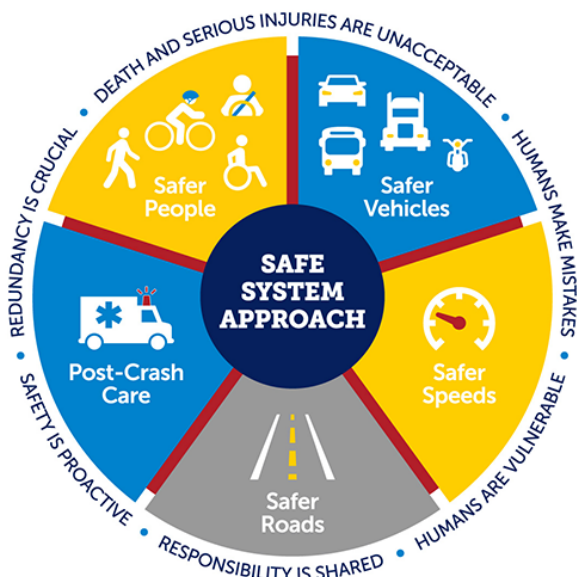 DEATH AND SERIOUS INJURIES ARE UNACCEPTABLE
HUMANS MAKE MISTAKES
HUMANS ARE VULNERABLE
RESPONSIBILITY IS SHARED
SAFETY IS PROACTIVE
REDUNDANCY IS CRUCIAL
Safer
People
Safer
Vehicles
SAFE
SYSTEM
APPROACH
Safer
Speeds
Safer
Roads
Post-Crash
Care